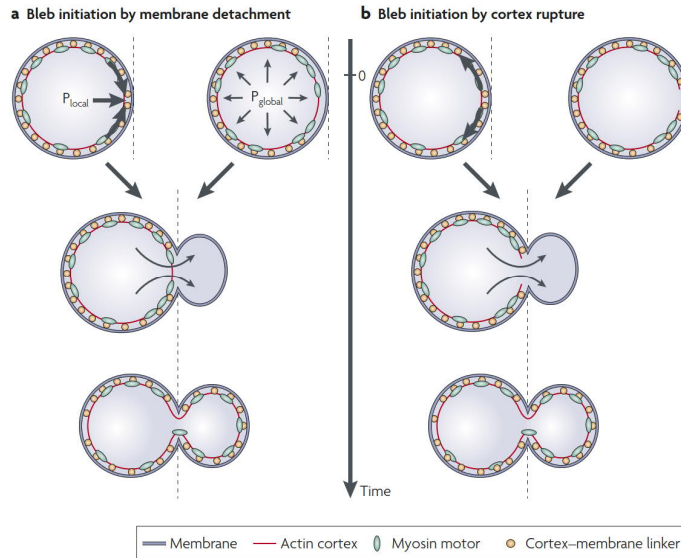 a Bleb initiation by membrane detachment
b Bleb initiation by cortex rupture
P local
P global
0
Time
Membrane
Actin cortex
Myosin motor
Cortex–membrane linker